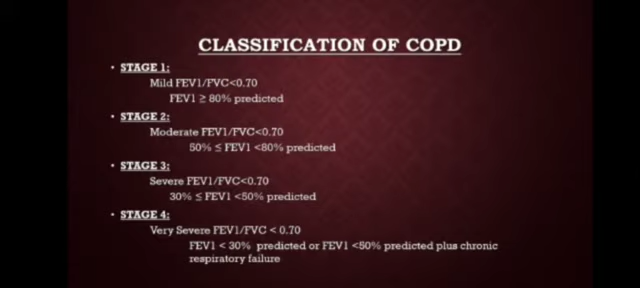 CLASSIFICATION OF COPD
• STAGE 1:
Mild FEV1/FVC<0.70
FEV1 ≥ 80% predicted
• STAGE 2:
Moderate FEV1/FVC<0.70
50% ≤ FEV1 <80% predicted
• STAGE 3:
Severe FEV1/FVC<0.70
30% ≤ FEV1 <50% predicted
• STAGE 4:
Very Severe FEV1/FVC < 0.70
FEV1 < 30% predicted or FEV1 <50% predicted plus chronic
respiratory failure